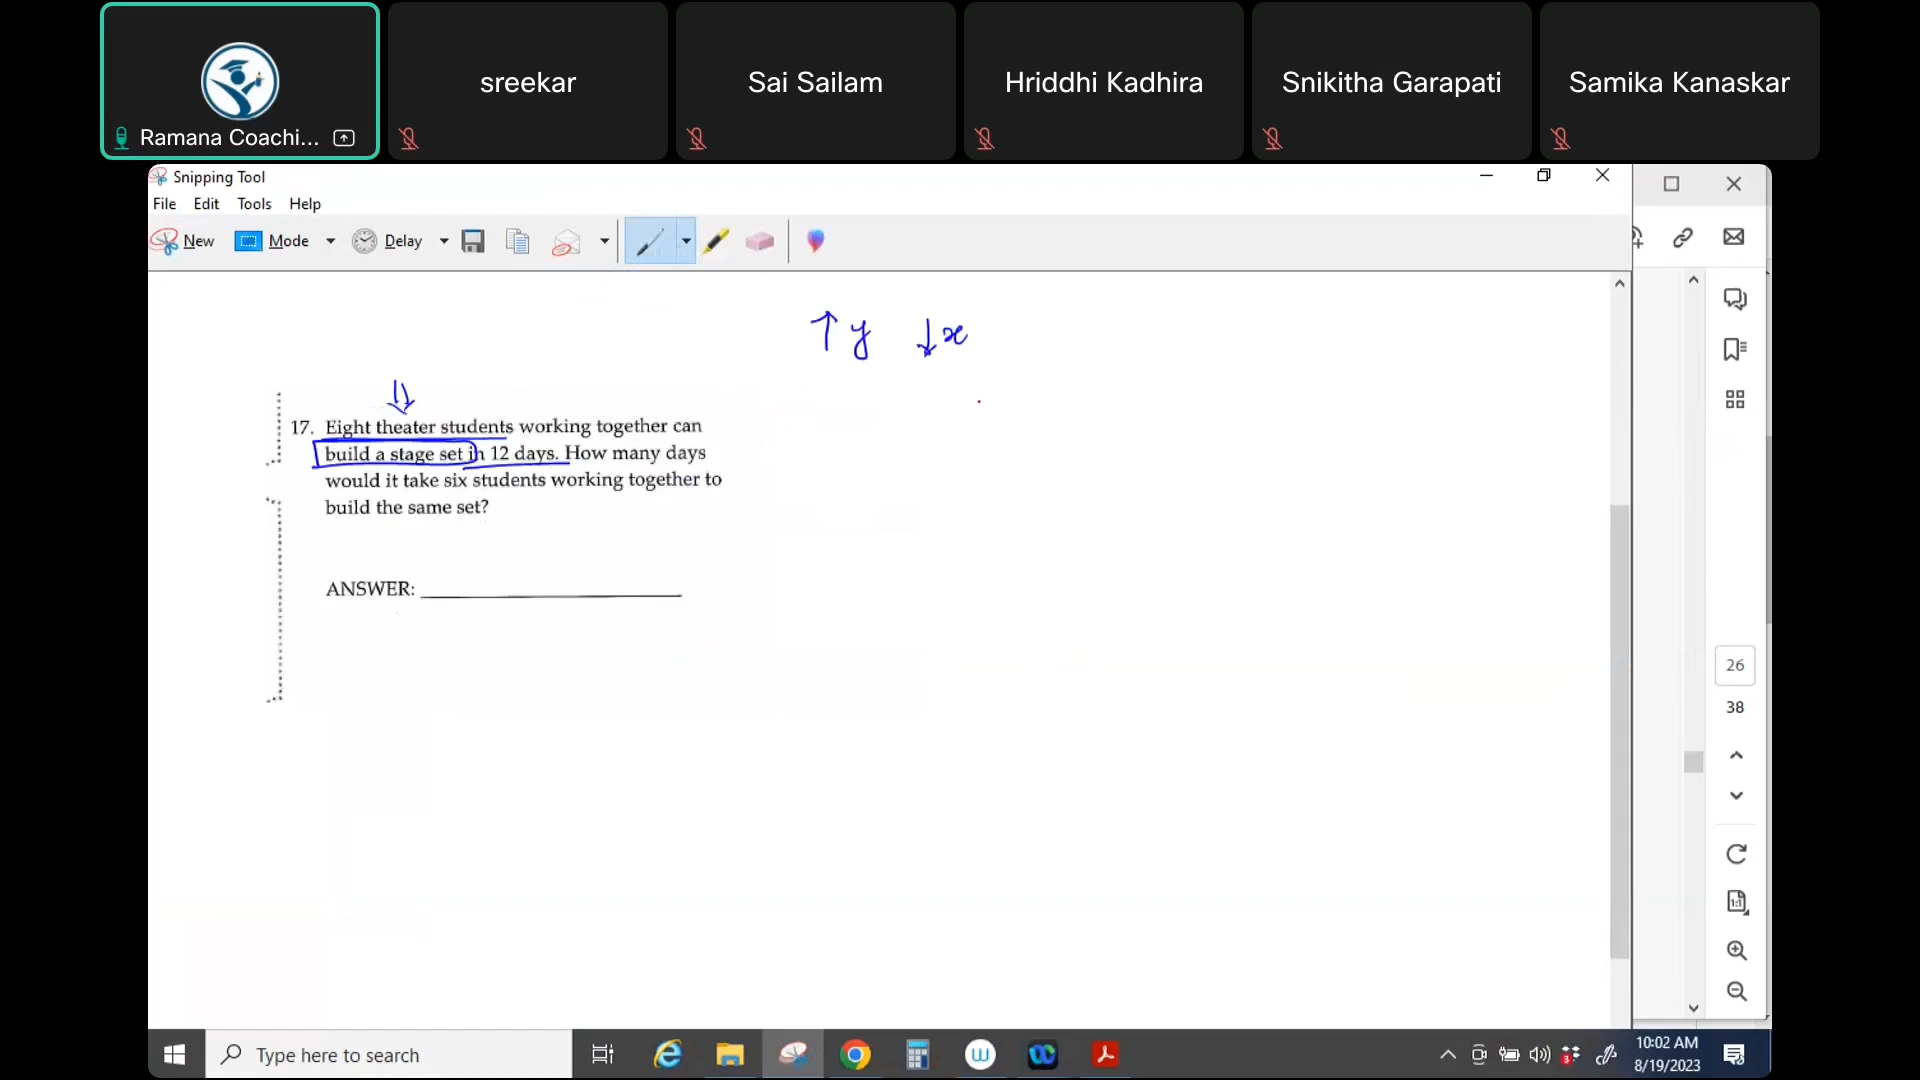 sreekar
Sai Sailam
Hriddhi Kadhira
Snikitha Garapati
Samika Kanaskar
Ramana Coachi...
Snipping Tool
File Edit Tools Help
New Mode Delay
↑ y ↓ x
17. Eight theater students working together can
build a stage set in 12 days. How many days
would it take six students working together to
build the same set?
ANSWER:
26
38
Type here to search
10:02 AM
8/19/2023